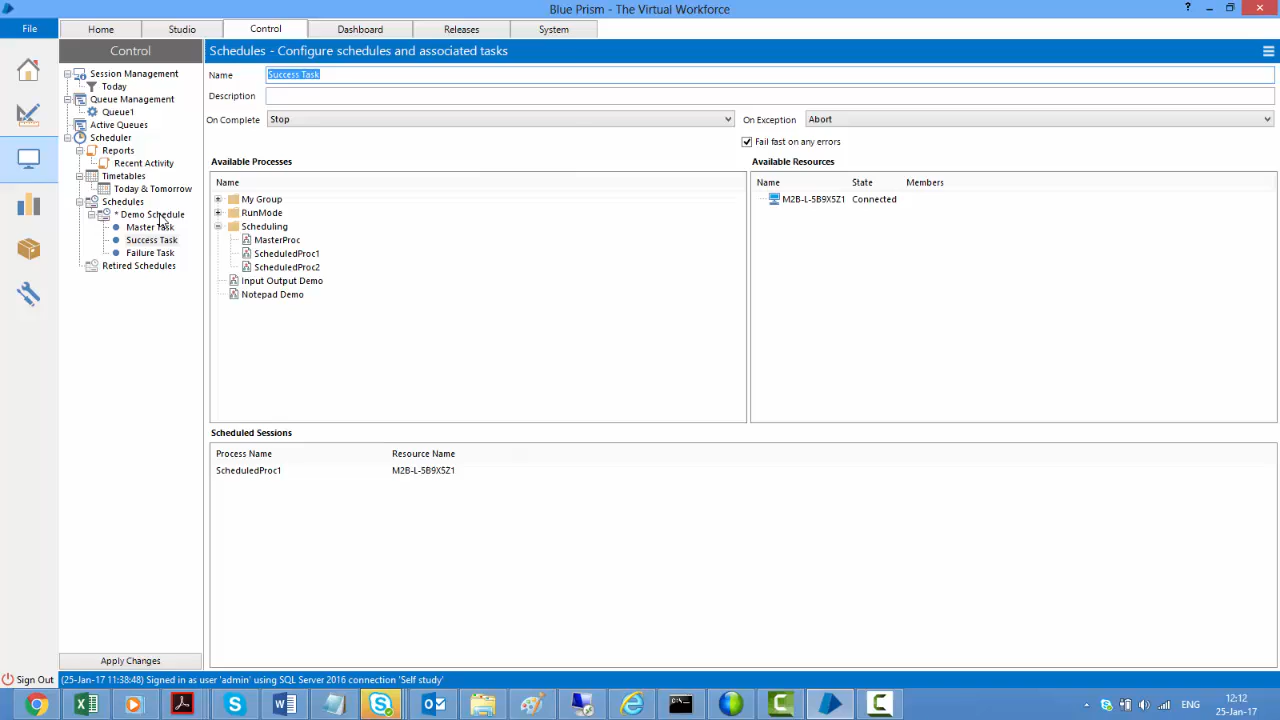 Blue Prism - The Virtual Workforce
File
Home
Studio
Control
Dashboard
Releases
System
Control
Session Management
Today
Queue Management
Queue1
Active Queues
Scheduler
Reports
Recent Activity
Timetables
Today & Tomorrow
Schedules
* Demo Schedule
Master Task
Success Task
Failure Task
Retired Schedules
Apply Changes
Schedules - Configure schedules and associated tasks
Name
Success Task
Description
On Complete
Stop
On Exception
Abort
Fail fast on any errors
Available Processes
Name
My Group
RunMode
Scheduling
MasterProc
ScheduledProc1
ScheduledProc2
Input Output Demo
Notepad Demo
Available Resources
Name State Members
M2B-L-5B9X5Z1 Connected
Scheduled Sessions
Process Name Resource Name
ScheduledProc1 M2B-L-5B9X5Z1
Sign Out
(25-Jan-17 11:38:48) Signed in as user 'admin' using SQL Server 2016 connection 'Self study'
ENG
12:12
25-Jan-17